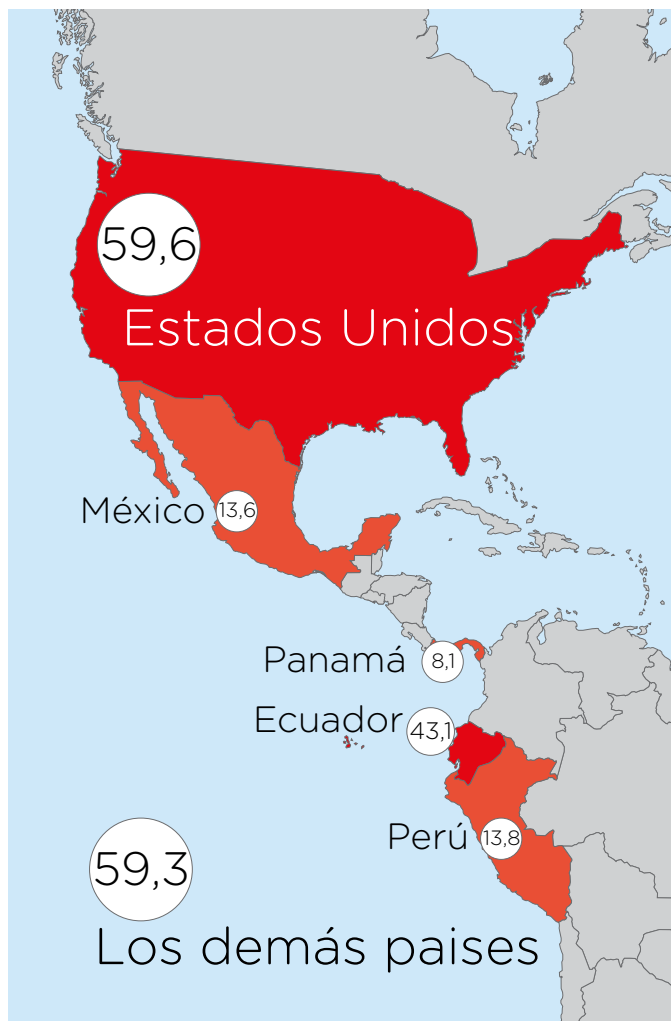 59,6
Estados Unidos
México 13,6
Panamá 8,1
Ecuador 43,1
Perú 13,8
59,3
Los demás paises